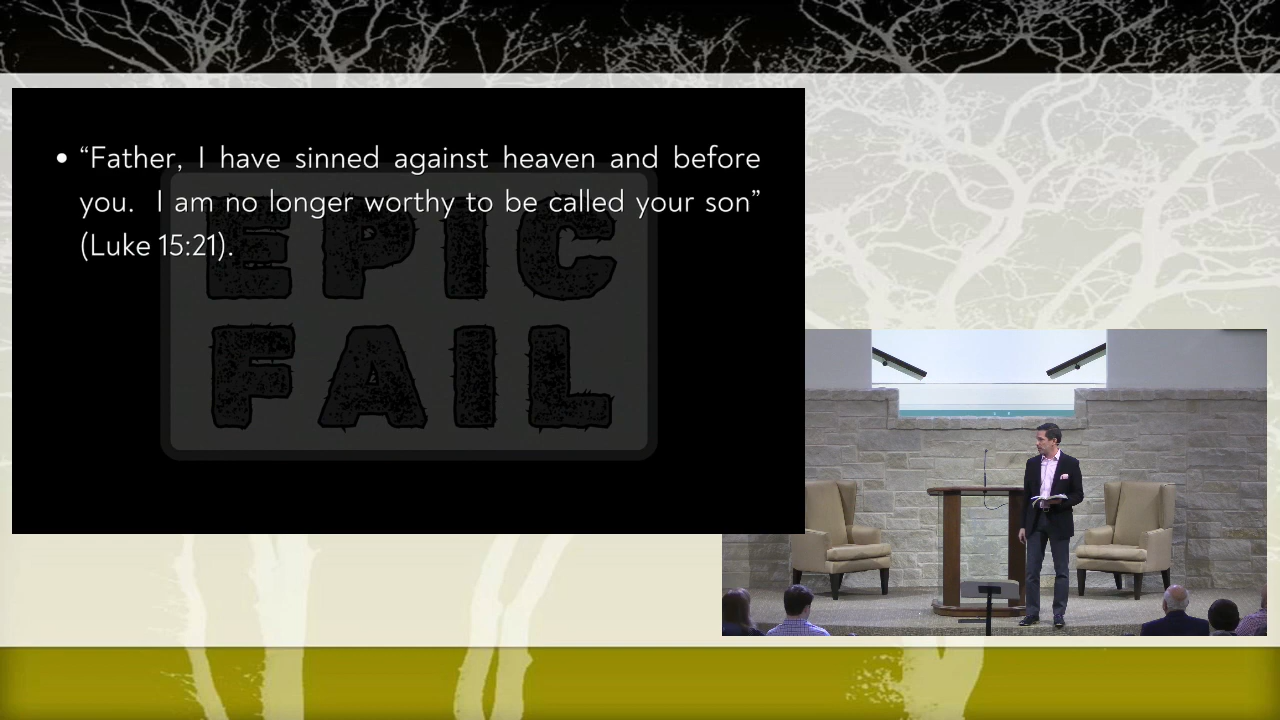 • “Father, I have sinned against heaven and before
you.  I am no longer worthy to be called your son”
(Luke 15:21).
EPIC
FAIL